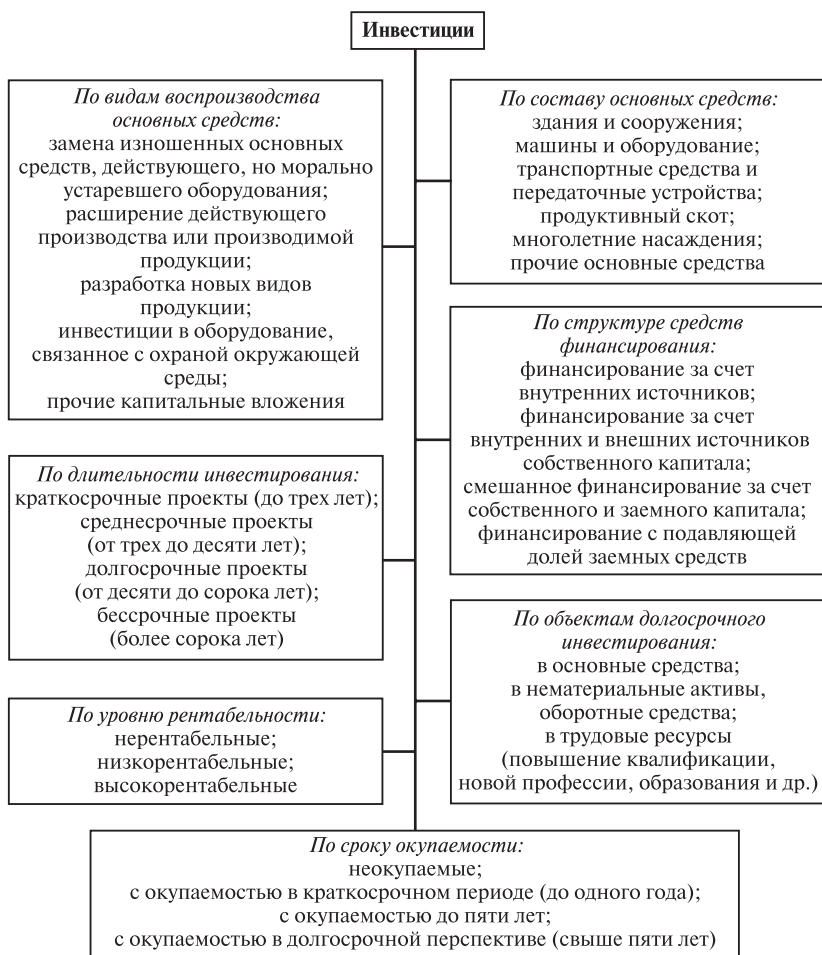 Инвестиции
По видам воспроизводства
основных средств:
замена изношенных основных
средств, действующего, но морально
устаревшего оборудования;
расширение действующего
производства или производимой
продукции;
разработка новых видов
продукции;
инвестиции в оборудование,
связанное с охраной окружающей
среды;
прочие капитальные вложения
По составу основных средств:
здания и сооружения;
машины и оборудование;
транспортные средства и
передаточные устройства;
продуктивный скот;
многолетние насаждения;
прочие основные средства
По структуре средств
финансирования:
финансирование за счет
внутренних источников;
финансирование за счет
внутренних и внешних источников
собственного капитала;
смешанное финансирование за счет
собственного и заемного капитала;
финансирование с подавляющей
долей заемных средств
По длительности инвестирования:
краткосрочные проекты (до трех лет);
среднесрочные проекты
(от трех до десяти лет);
долгосрочные проекты
(от десяти до сорока лет);
бессрочные проекты
(более сорока лет)
По объектам долгосрочного
инвестирования:
в основные средства;
в нематериальные активы,
оборотные средства;
в трудовые ресурсы
(повышение квалификации,
новой профессии, образования и др.)
По уровню рентабельности:
нерентабельные;
низкорентабельные;
высокорентабельные
По сроку окупаемости:
неокупаемые;
с окупаемостью в краткосрочном периоде (до одного года);
с окупаемостью до пяти лет;
с окупаемостью в долгосрочной перспективе (свыше пяти лет)